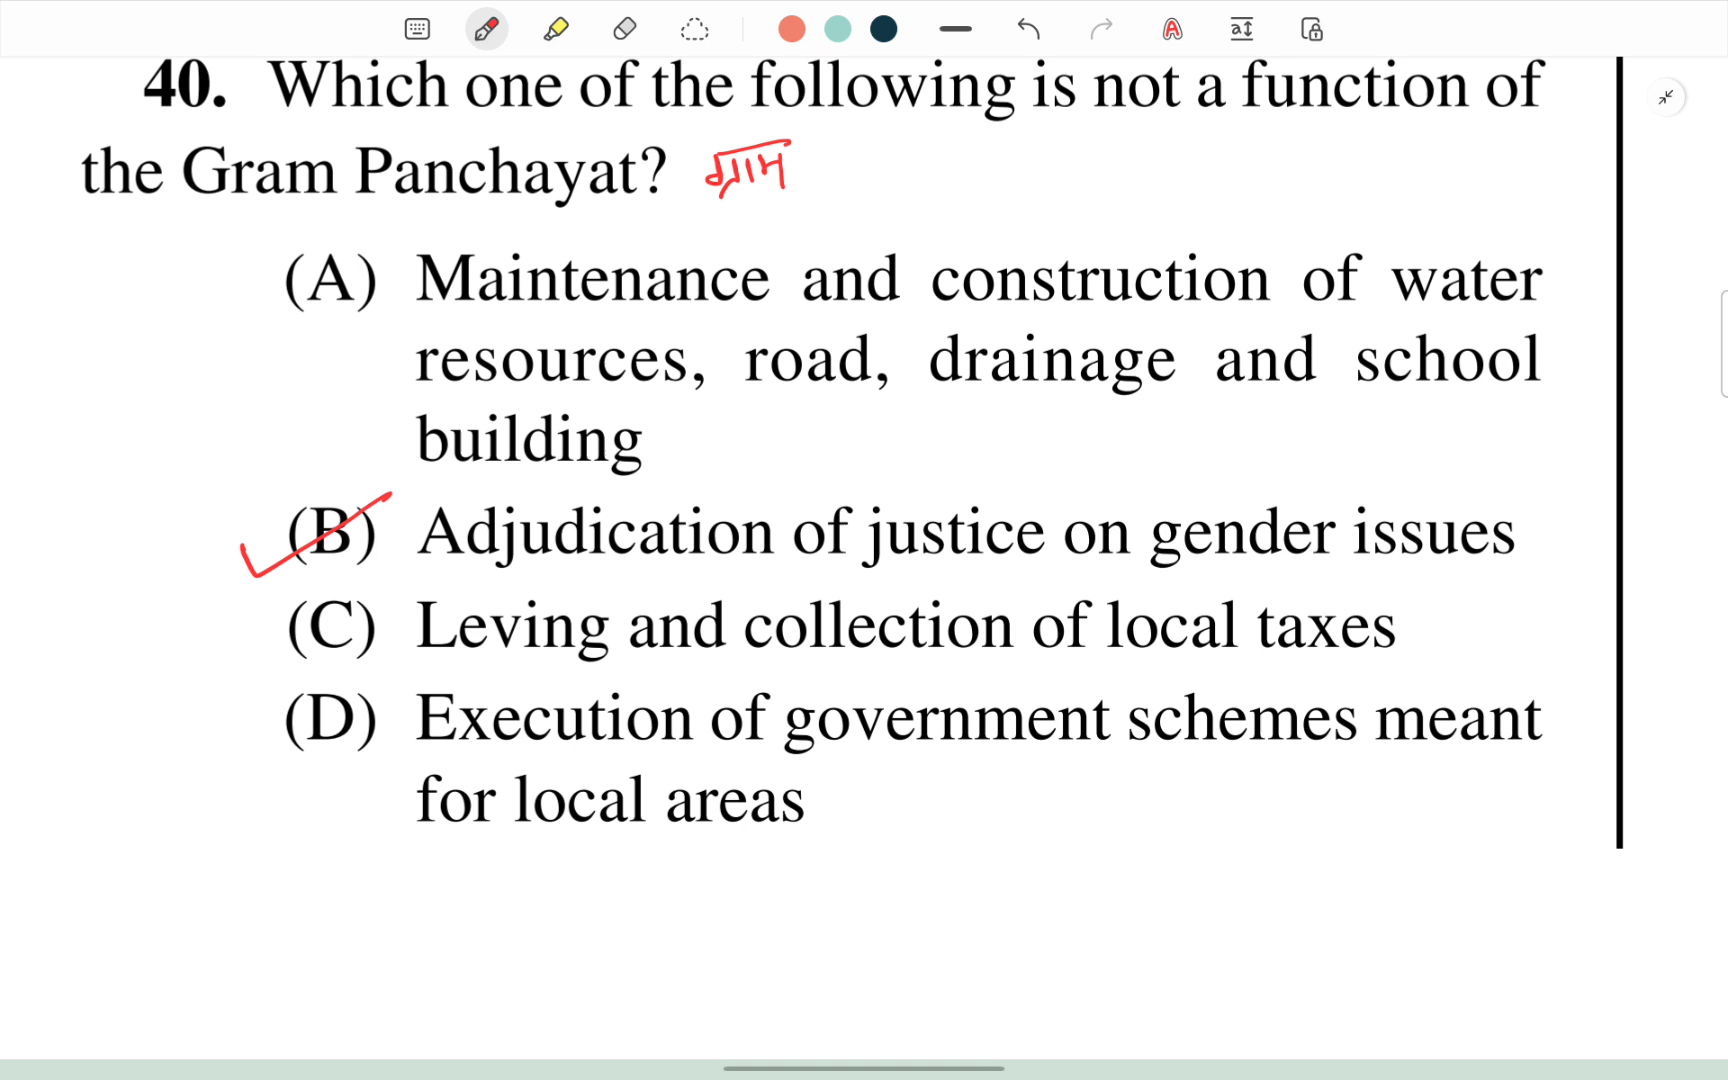 40. Which one of the following is not a function of
the Gram Panchayat? ग्राम
(A) Maintenance and construction of water
resources, road, drainage and school
building
(B) Adjudication of justice on gender issues
(C) Leving and collection of local taxes
(D) Execution of government schemes meant
for local areas